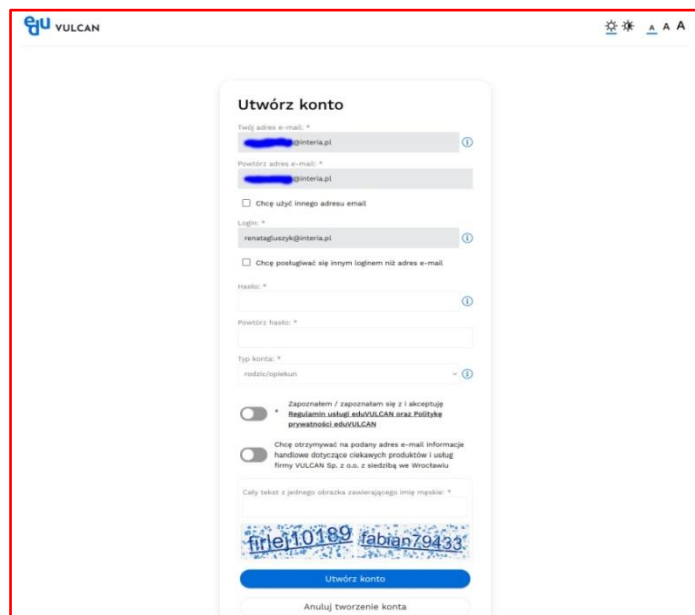 edu VULCAN
A A A
Utwórz konto
Twój adres e-mail: *
@interia.pl
Powtórz adres e-mail: *
@interia.pl
Chcę użyć innego adresu email
Login: *
renatagluszyk@interia.pl
Chcę posługiwać się innym loginem niż adres e-mail
Hasło: *
Powtórz hasło: *
Typ konta: *
rodzic/opiekun
* Zapoznałem / zapoznałam się z i akceptuję
Regulamin usługi eduVULCAN oraz Politykę
prywatności eduVULCAN
Chcę otrzymywać na podany adres e-mail informacje
handlowe dotyczące ciekawych produktów i usług
firmy VULCAN Sp. z o.o. z siedzibą we Wrocławiu
Cały tekst z jednego obrazka zawierającego imię męskie: *
firlej10189 fabian79433
Utwórz konto
Anuluj tworzenie konta